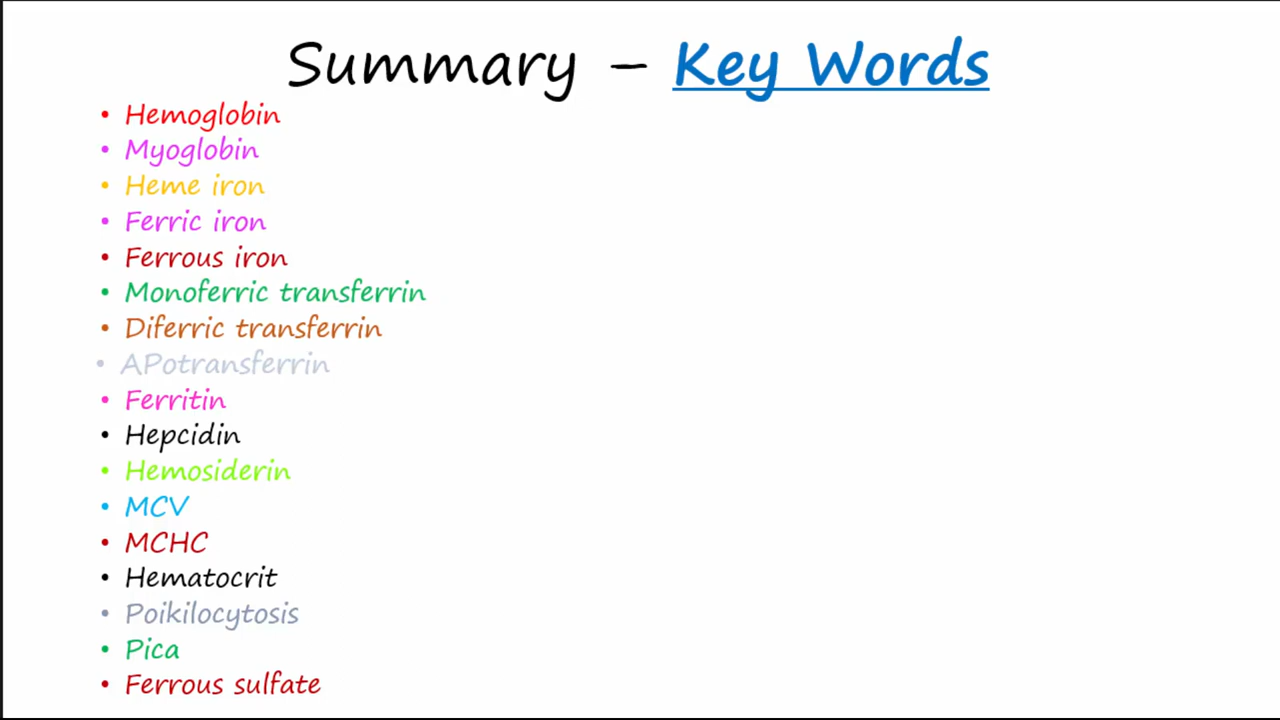 Summary – Key Words
• Hemoglobin
• Myoglobin
• Heme iron
• Ferric iron
• Ferrous iron
• Monoferric transferrin
• Diferric transferrin
• APotransferrin
• Ferritin
• Hepcidin
• Hemosiderin
• MCV
• MCHC
• Hematocrit
• Poikilocytosis
• Pica
• Ferrous sulfate